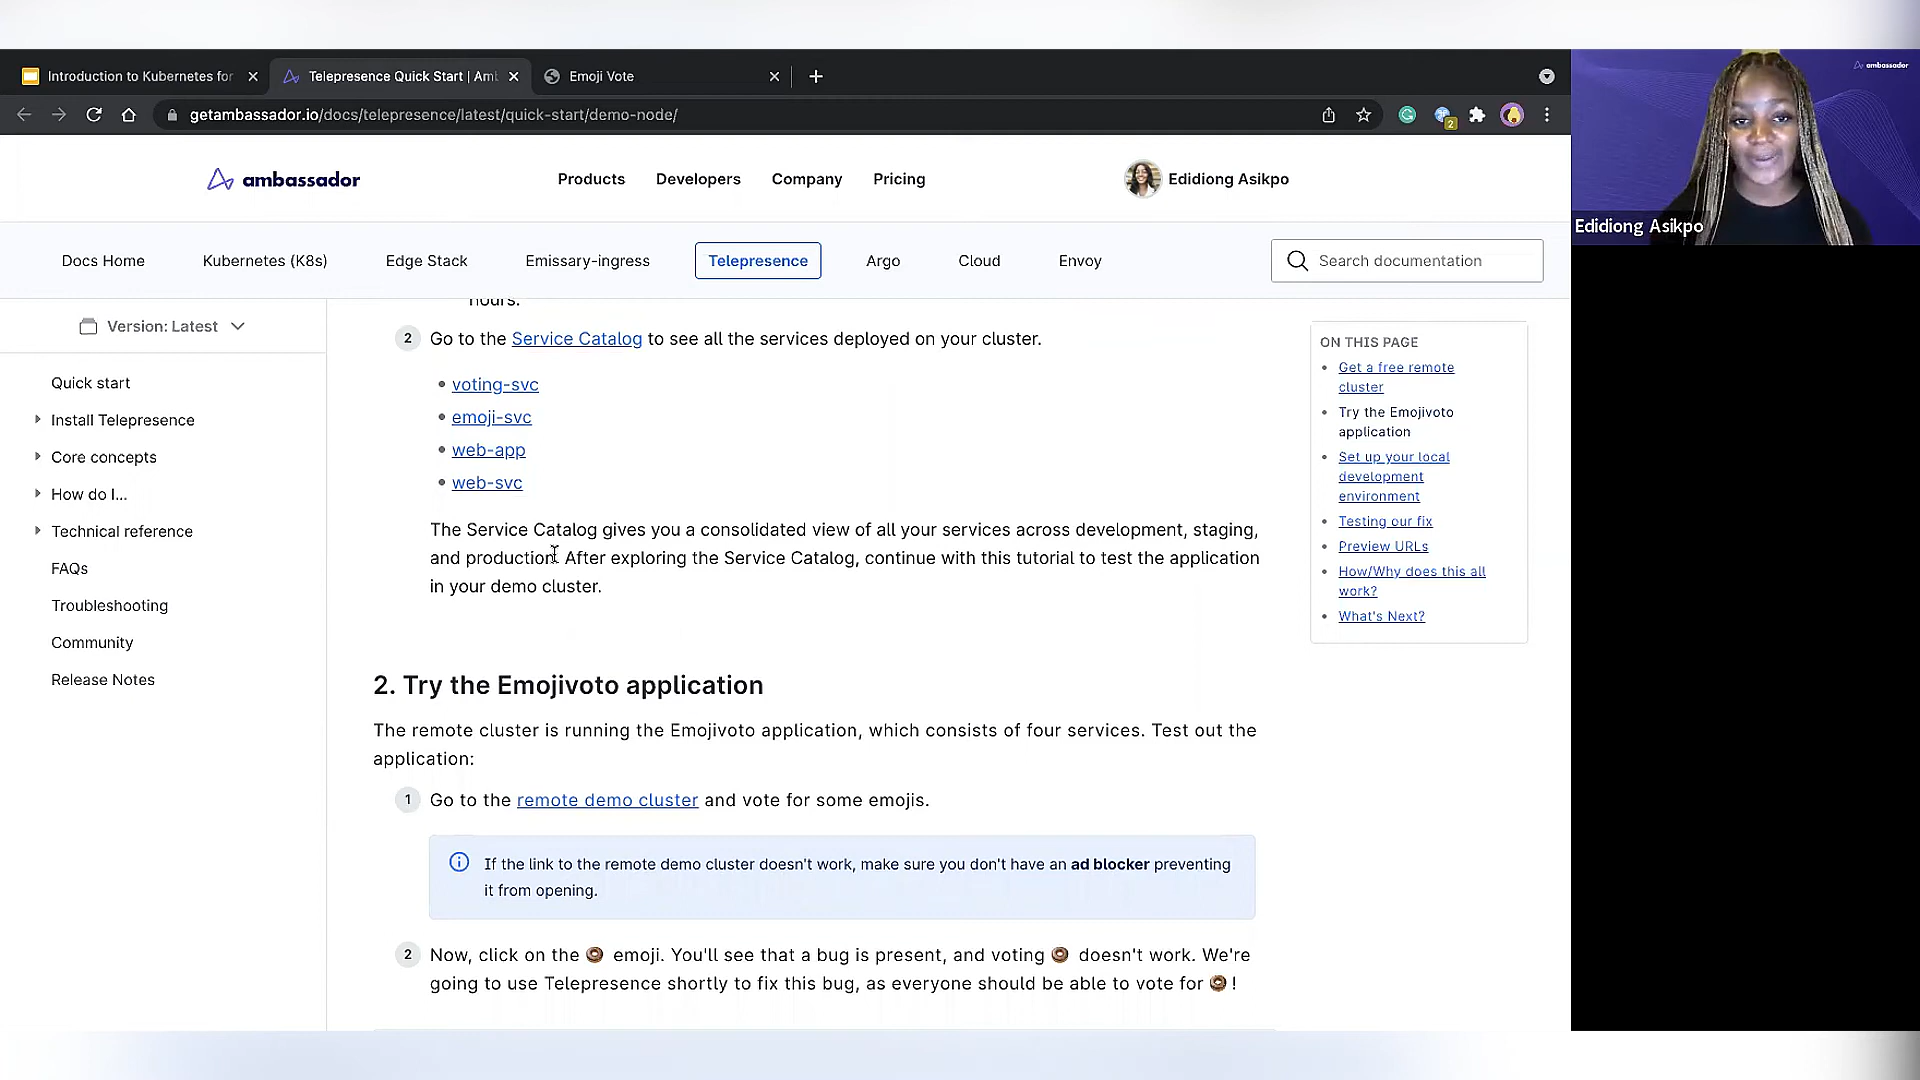 Introduction to Kubernetes for
Telepresence Quick Start | Amb
Emoji Vote
getambassador.io/docs/telepresence/latest/quick-start/demo-node/
2
ambassador
Products
Developers
Company
Pricing
Edidiong Asikpo
ambassador
Edidiong Asikpo
Docs Home
Kubernetes (K8s)
Edge Stack
Emissary-ingress
Telepresence
Argo
Cloud
Envoy
Search documentation
Version: Latest
Quick start
Install Telepresence
Core concepts
How do I...
Technical reference
FAQs
Troubleshooting
Community
Release Notes
hours.
2 Go to the Service Catalog to see all the services deployed on your cluster.
• voting-svc
• emoji-svc
• web-app
• web-svc
The Service Catalog gives you a consolidated view of all your services across development, staging,
and production. After exploring the Service Catalog, continue with this tutorial to test the application
in your demo cluster.
2. Try the Emojivoto application
The remote cluster is running the Emojivoto application, which consists of four services. Test out the
application:
1 Go to the remote demo cluster and vote for some emojis.
If the link to the remote demo cluster doesn't work, make sure you don't have an ad blocker preventing
it from opening.
2 Now, click on the 🍩 emoji. You'll see that a bug is present, and voting 🍩 doesn't work. We're
going to use Telepresence shortly to fix this bug, as everyone should be able to vote for 🍩!
ON THIS PAGE
• Get a free remote
cluster
• Try the Emojivoto
application
• Set up your local
development
environment
• Testing our fix
• Preview URLs
• How/Why does this all
work?
• What's Next?